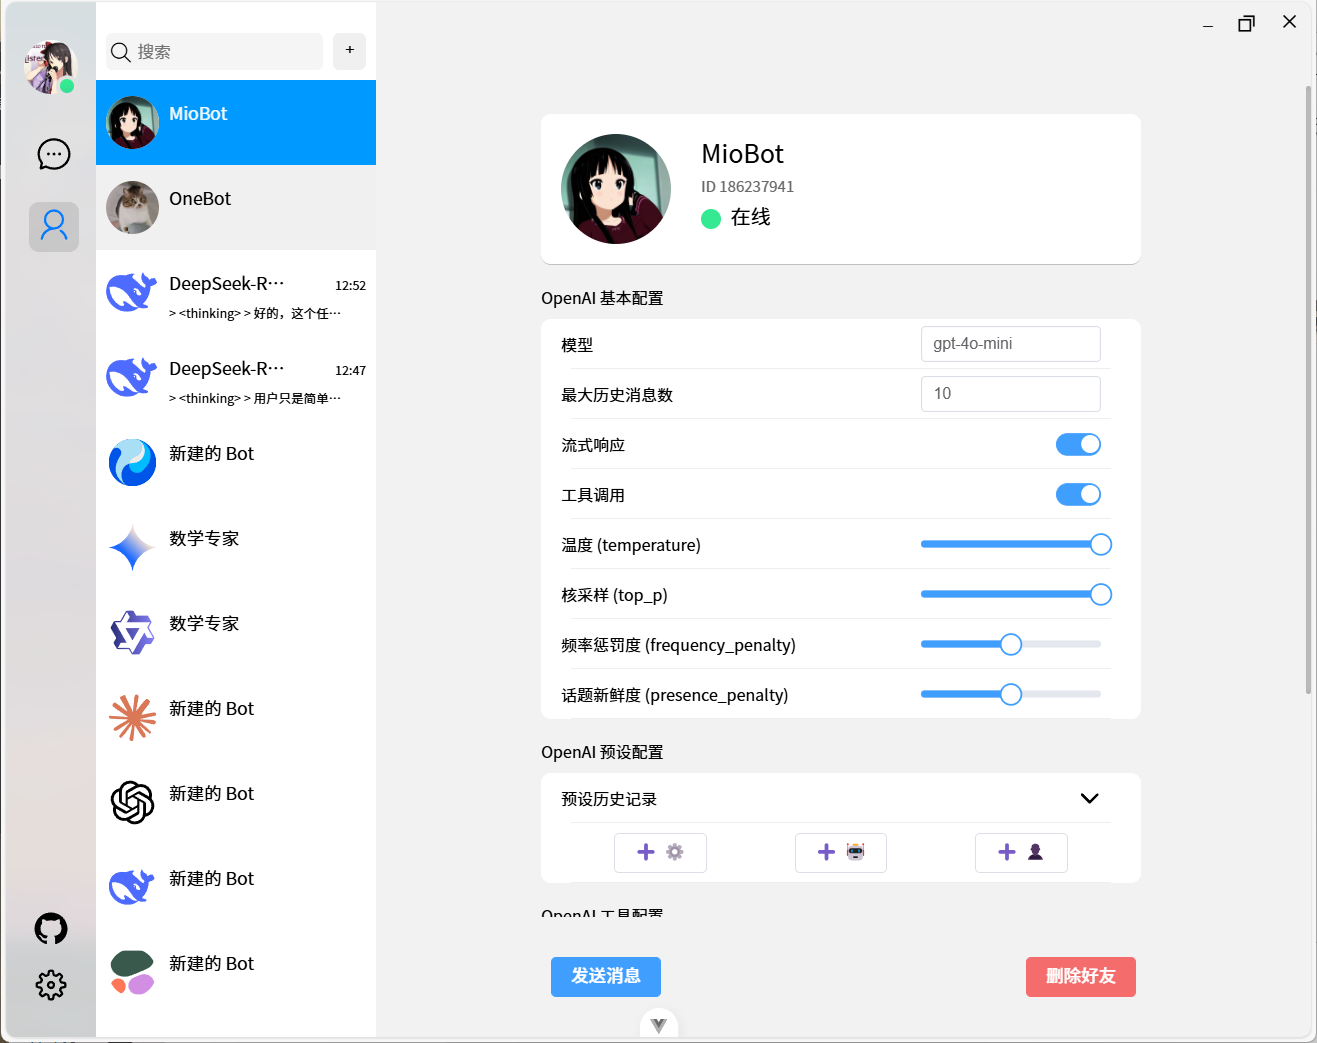 搜索
+
MioBot
OneBot
DeepSeek-R··· 12:52
> <thinking> > 好的，这个任···
DeepSeek-R··· 12:47
> <thinking> > 用户只是简单···
新建的 Bot
数学专家
数学专家
新建的 Bot
新建的 Bot
新建的 Bot
新建的 Bot
MioBot
ID 186237941
在线
OpenAI 基本配置
模型 gpt-4o-mini
最大历史消息数 10
流式响应
工具调用
温度 (temperature)
核采样 (top_p)
频率惩罚度 (frequency_penalty)
话题新鲜度 (presence_penalty)
OpenAI 预设配置
预设历史记录
OpenAI 工具配置
发送消息 删除好友